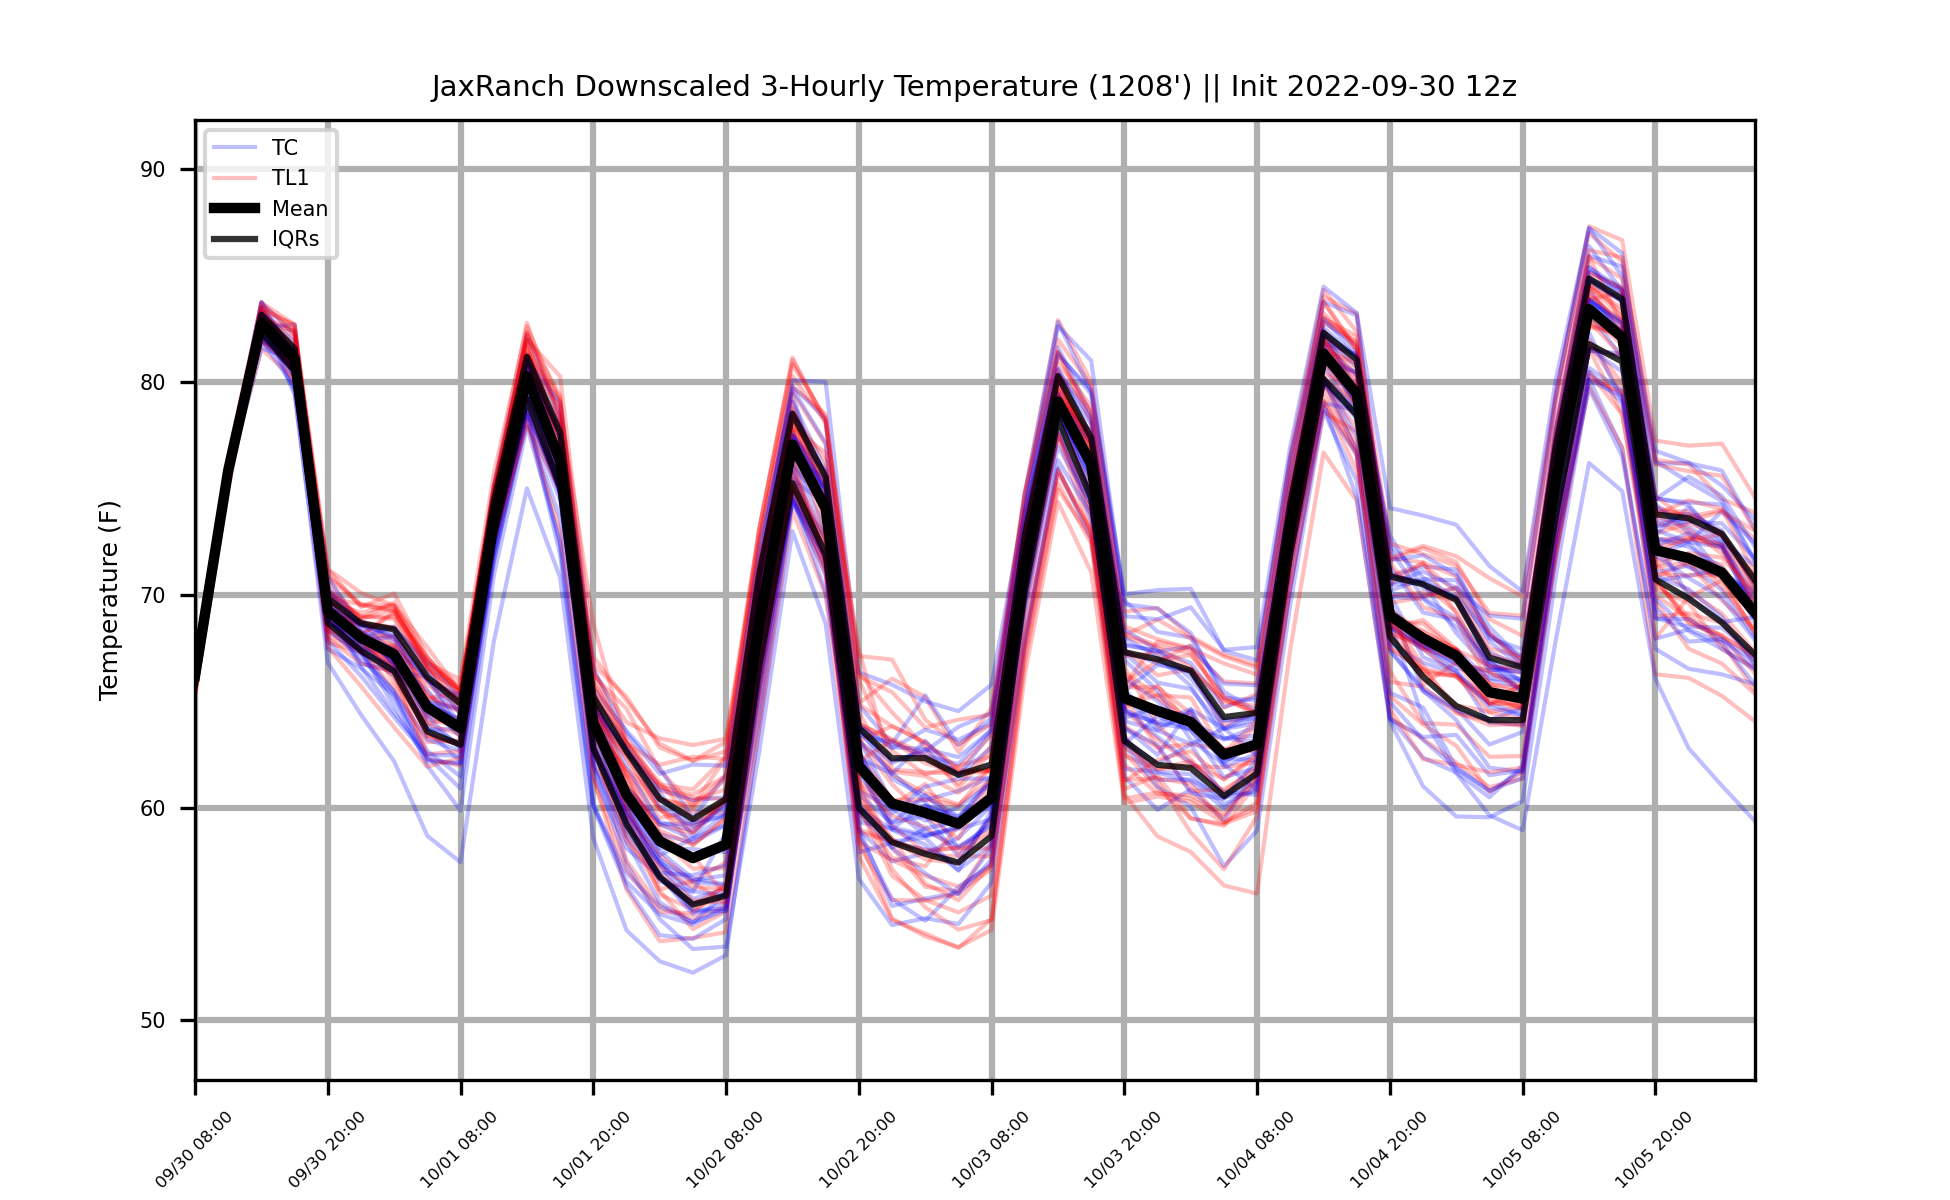 JaxRanch Downscaled 3-Hourly Temperature (1208') || Init 2022-09-30 12z
TC
TL1
Mean
IQRs
Temperature (F)
90
80
70
60
50
09/30 08:00
09/30 20:00
10/01 08:00
10/01 20:00
10/02 08:00
10/02 20:00
10/03 08:00
10/03 20:00
10/04 08:00
10/04 20:00
10/05 08:00
10/05 20:00